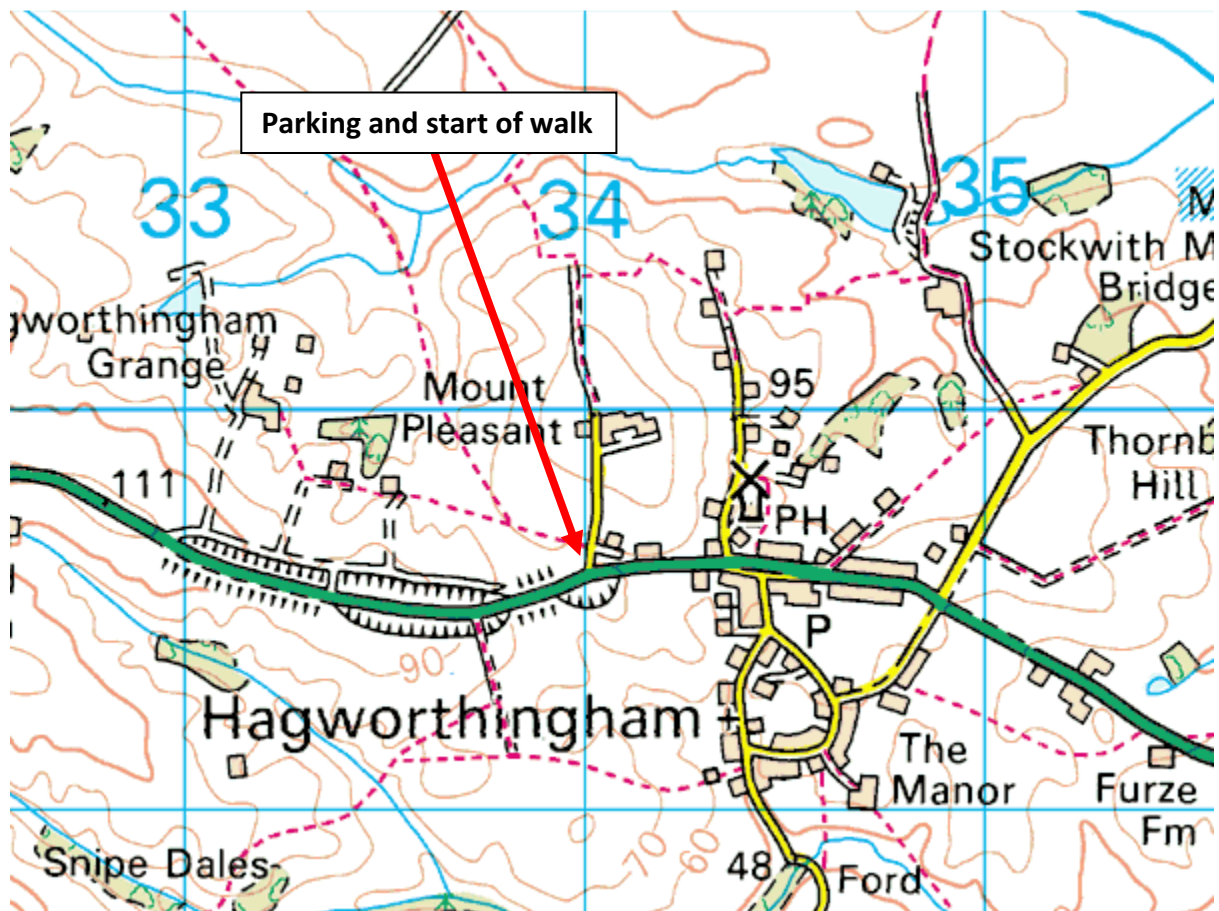 Parking and start of walk
33
34
35
M
Stockwith M
Bridge
gworthingham
Grange
Mount
Pleasant
95
Thornb
Hill
111
PH
P
90
Hagworthingham
The
Manor
Furze
Fm
70
60
48
Ford
Snipe Dales